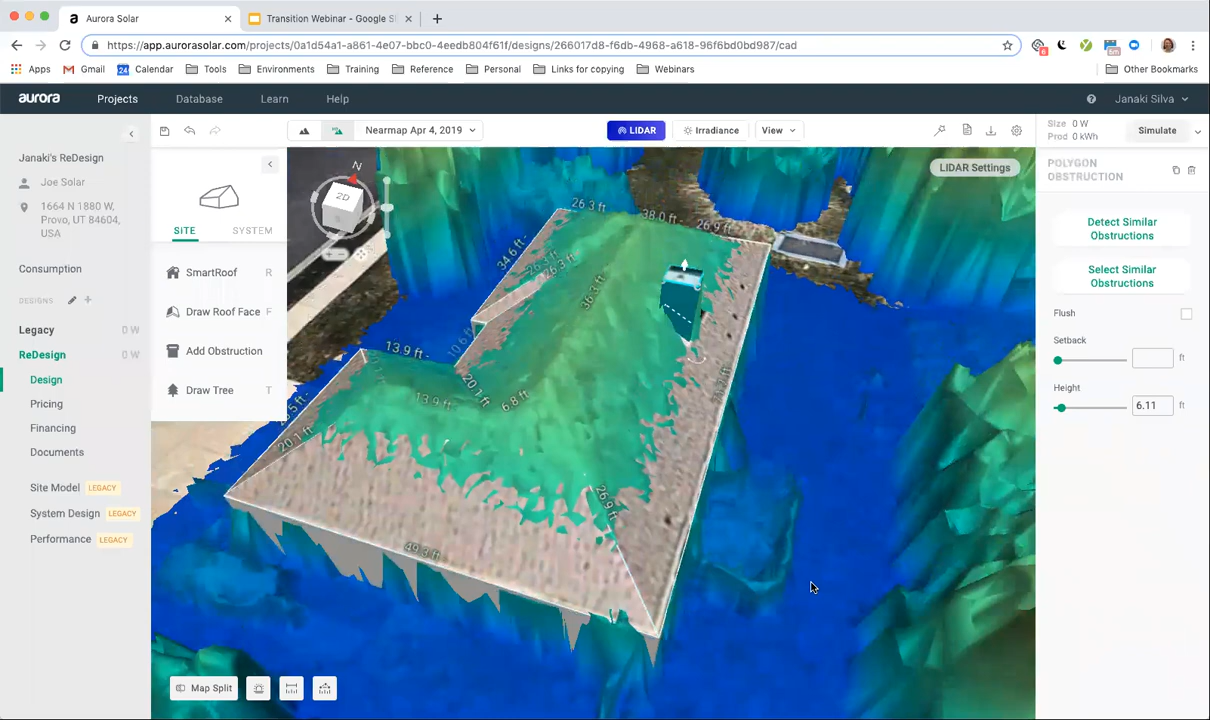 Aurora Solar
Transition Webinar - Google Sl
https://app.aurorasolar.com/projects/0a1d54a1-a861-4e07-bbc0-4eedb804f61f/designs/266017d8-f6db-4968-a618-96f6bd0bd987/cad
Apps Gmail Calendar Tools Environments Training Reference Personal Links for copying Webinars Other Bookmarks
aurora Projects Database Learn Help Janaki Silva
Nearmap Apr 4, 2019 LIDAR Irradiance View
Size 0 W
Prod 0 kWh
Simulate
Janaki's ReDesign
Joe Solar
1664 N 1880 W,
Provo, UT 84604,
USA
Consumption
DESIGNS
Legacy 0 W
ReDesign 0 W
Design
Pricing
Financing
Documents
Site Model LEGACY
System Design LEGACY
Performance LEGACY
SITE SYSTEM
SmartRoof R
Draw Roof Face F
Add Obstruction
Draw Tree T
N
2D
LIDAR Settings
26.3 ft
38.0 ft
26.9 ft
34.6 ft
26.3 ft
36.3 ft
10.6 ft
13.9 ft
20.1 ft
13.9 ft
6.8 ft
20.1 ft
26.9 ft
49.3 ft
Map Split
POLYGON
OBSTRUCTION
Detect Similar
Obstructions
Select Similar
Obstructions
Flush
Setback
ft
Height
6.11 ft